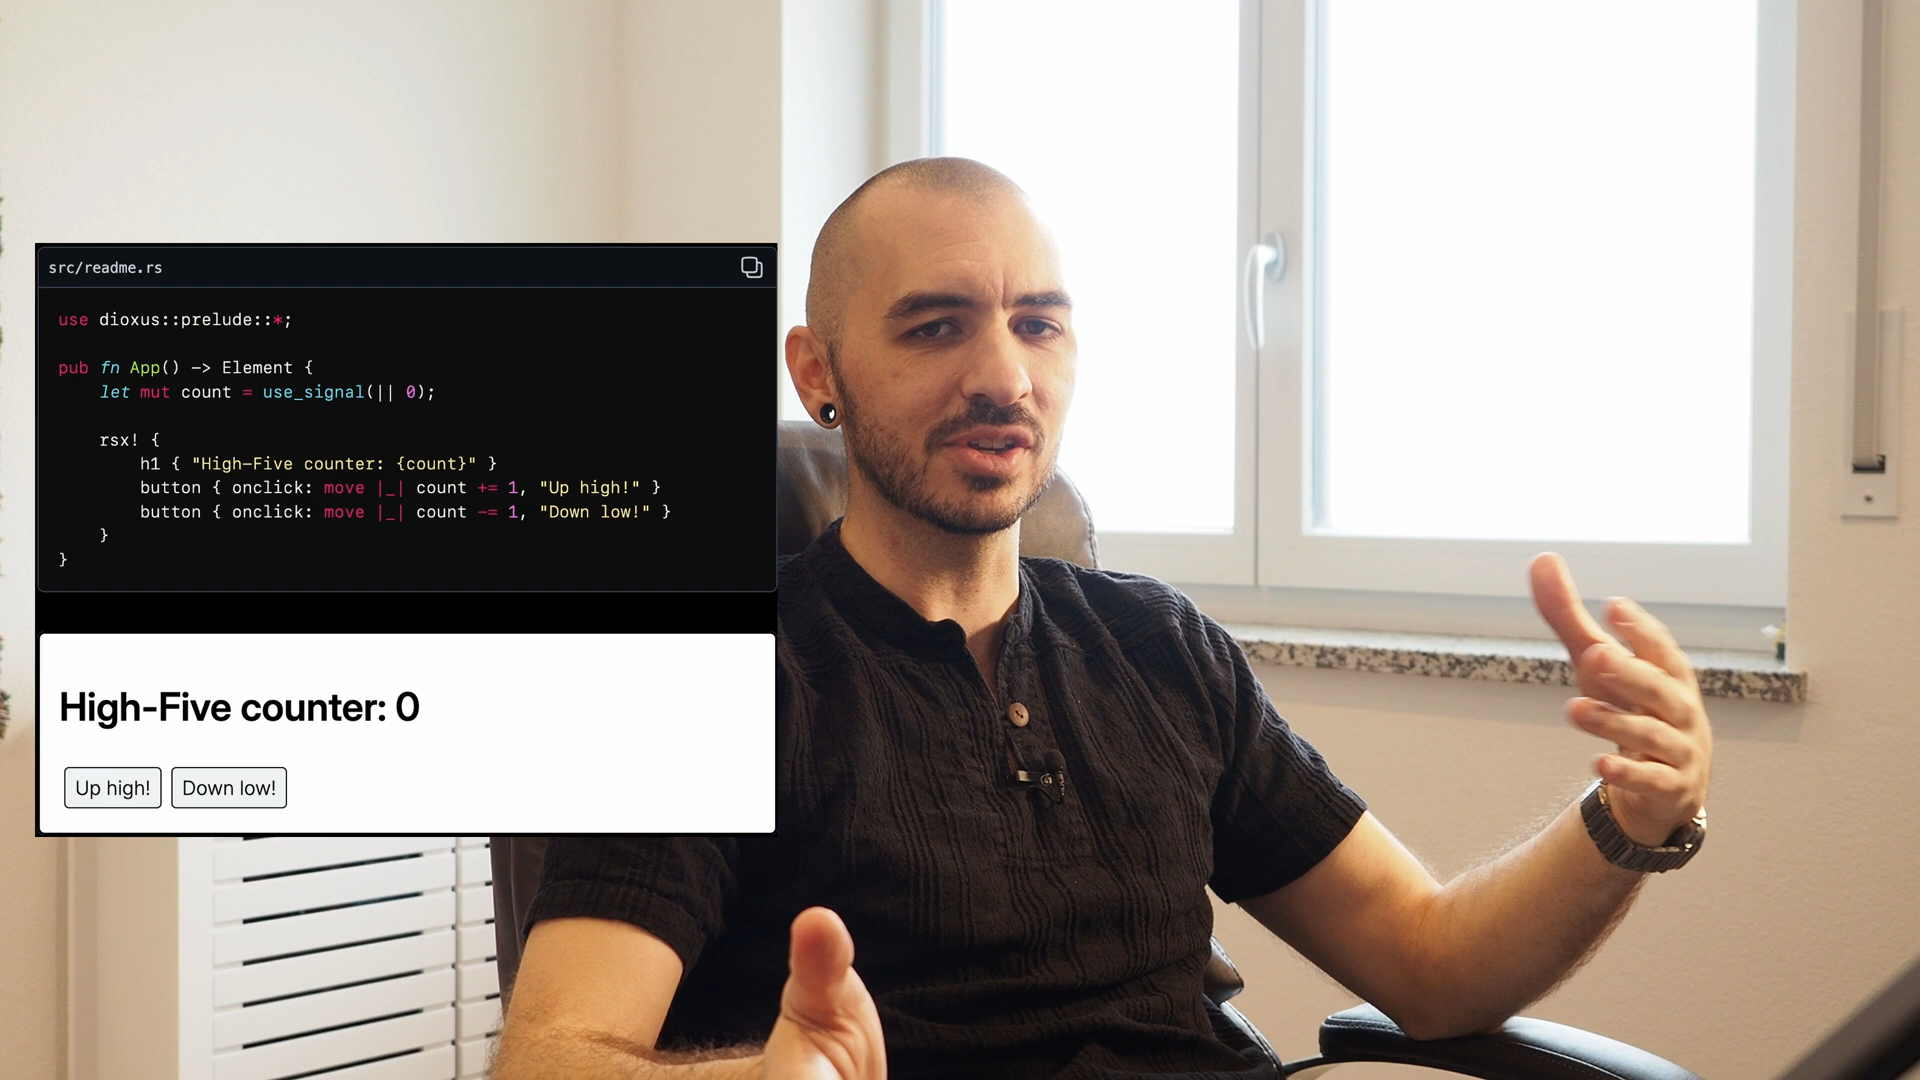 src/readme.rs
use dioxus::prelude::*;
pub fn App() -> Element {
    let mut count = use_signal(|| 0);
    rsx! {
        h1 { "High-Five counter: {count}" }
        button { onclick: move |_| count += 1, "Up high!" }
        button { onclick: move |_| count -= 1, "Down low!" }
    }
}
High-Five counter: 0
Up high! Down low!